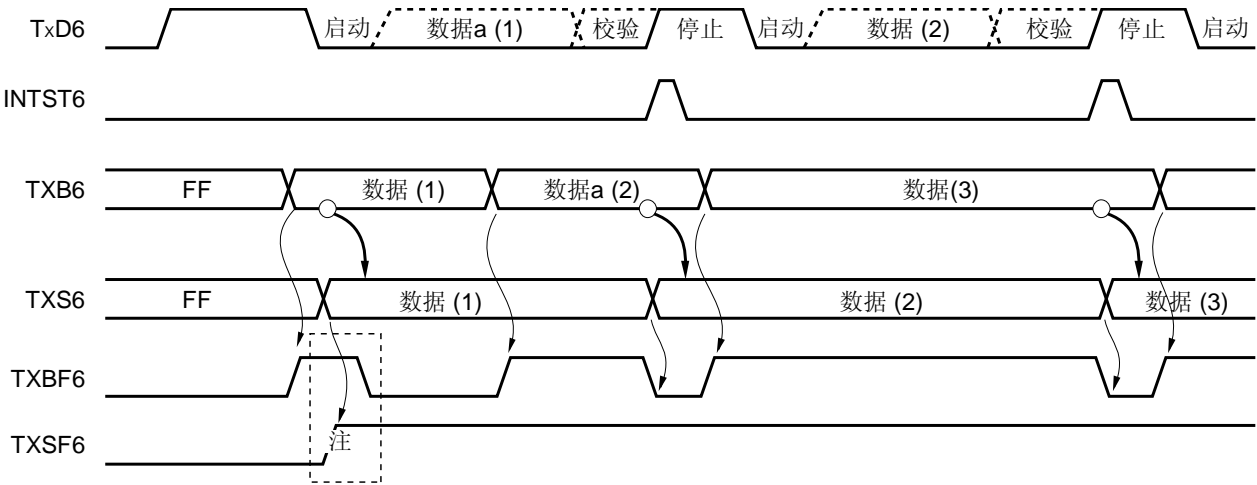 TxD6 启动 数据a (1) 校验 停止 启动 数据 (2) 校验 停止 启动
INTST6
TXB6 FF 数据 (1) 数据a (2) 数据(3)
TXS6 FF 数据 (1) 数据 (2) 数据 (3)
TXBF6
TXSF6 注